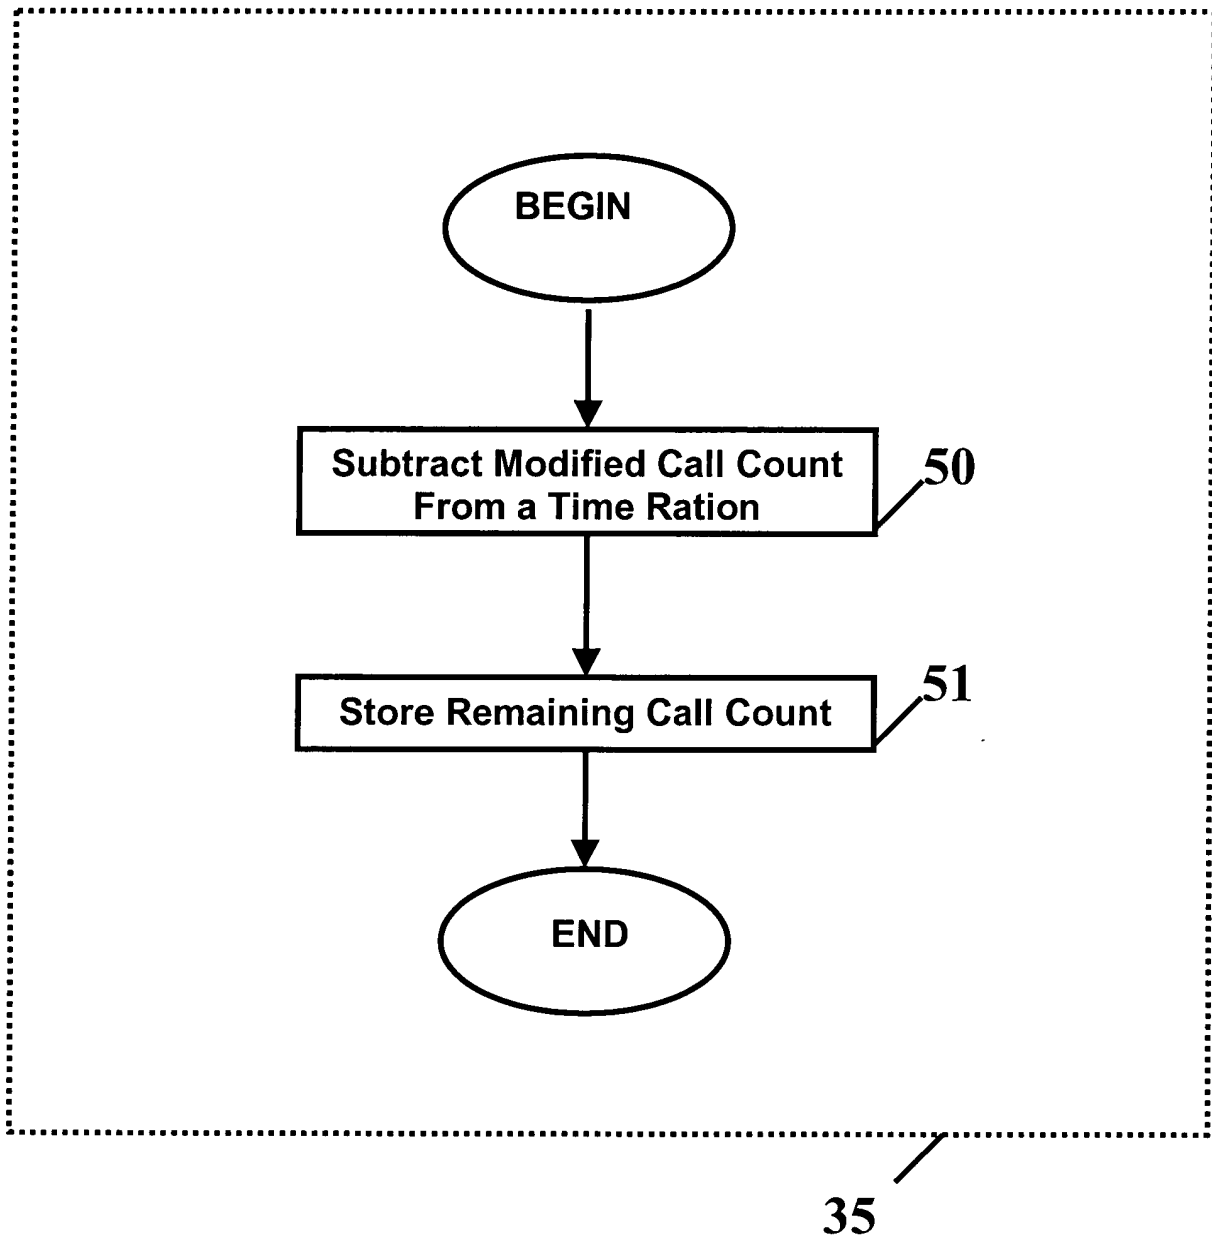 BEGIN
Subtract Modified Call Count
From a Time Ration
50
Store Remaining Call Count
51
END
35